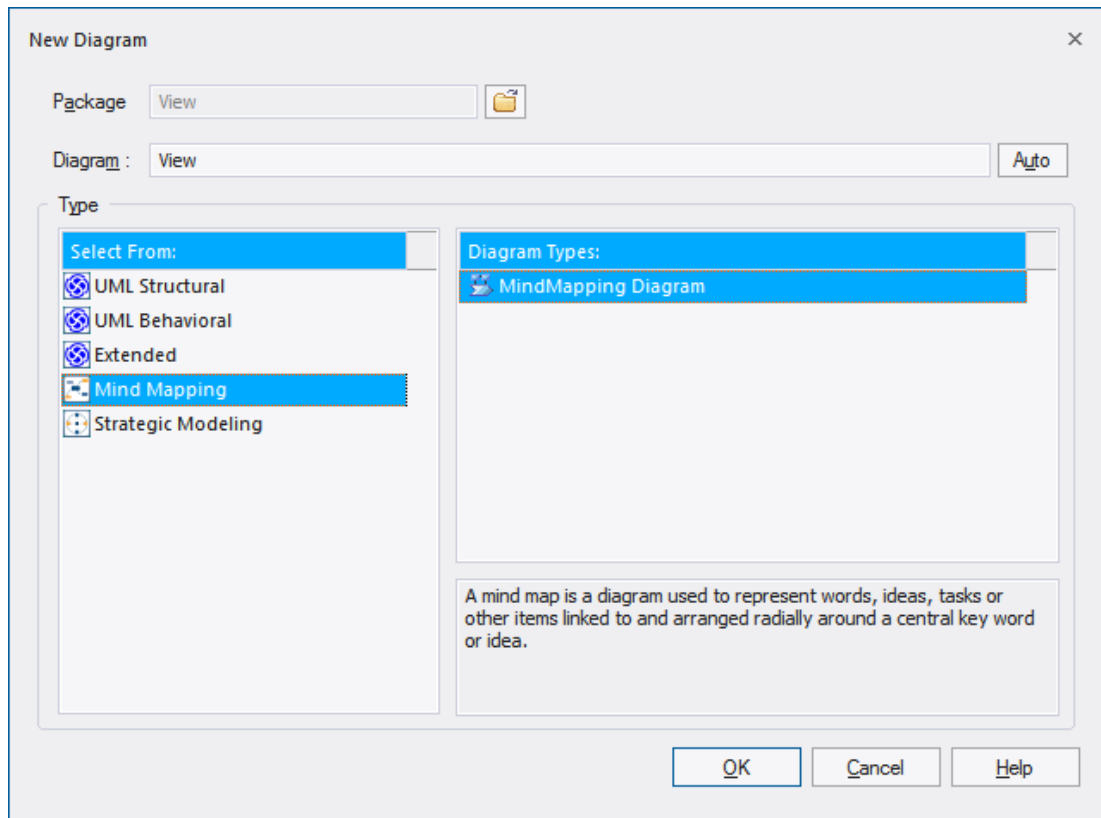 New Diagram
Package View
Diagram : View Auto
Type
Select From:
UML Structural
UML Behavioral
Extended
Mind Mapping
Strategic Modeling
Diagram Types:
MindMapping Diagram
A mind map is a diagram used to represent words, ideas, tasks or
other items linked to and arranged radially around a central key word
or idea.
OK Cancel Help